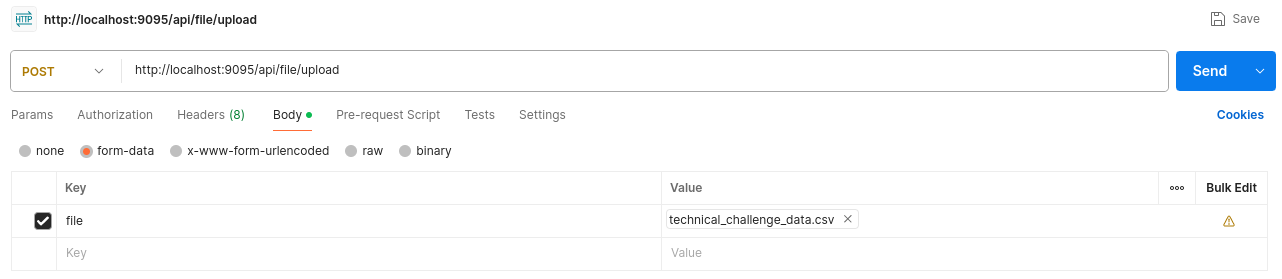 HTTP http://localhost:9095/api/file/upload Save
POST http://localhost:9095/api/file/upload Send
Params Authorization Headers (8) Body Pre-request Script Tests Settings Cookies
none form-data x-www-form-urlencoded raw binary
Key Value Bulk Edit
file technical_challenge_data.csv
Key Value